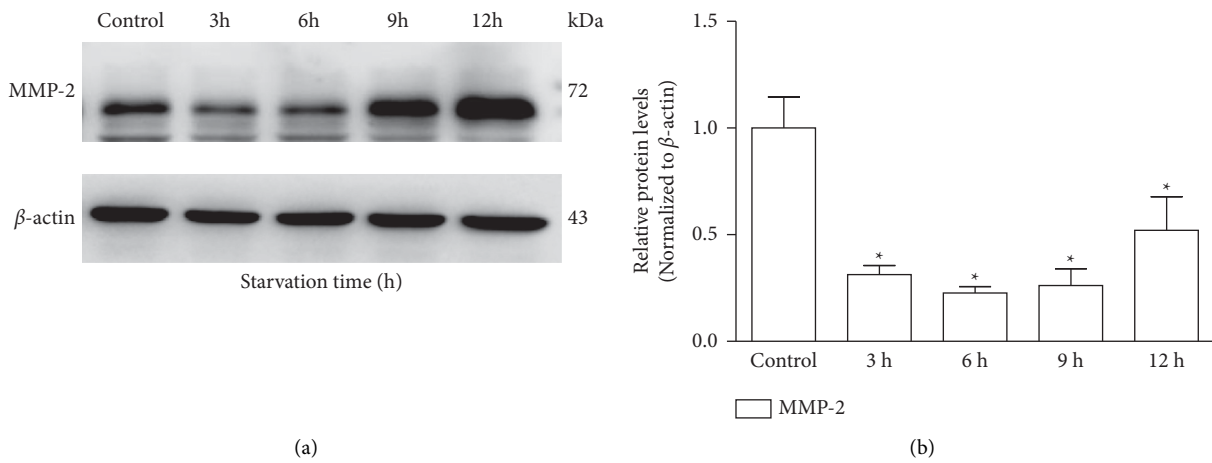 Control 3h 6h 9h 12h kDa
MMP-2 72
β-actin 43
Starvation time (h)
(a)
Relative protein levels
(Normalized to β-actin)
1.5
1.0
0.5
0.0
* * * *
Control 3 h 6 h 9 h 12 h
MMP-2
(b)